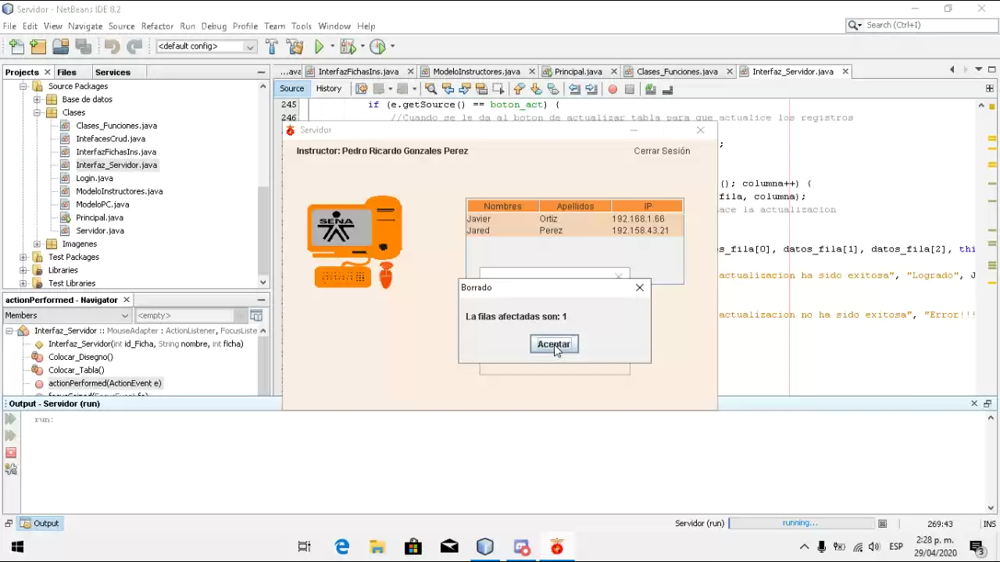 Servidor - NetBeans IDE 8.2
File Edit View Navigate Source Refactor Run Debug Profile Team Tools Window Help
Search (Ctrl+I)
<default config>
Projects Files Services
...ava InterfazFichasIns.java ModeloInstructores.java Principal.java Clases_Funciones.java Interfaz_Servidor.java
Source History
Source Packages
Base de datos
Clases
Clases_Funciones.java
IntefacesCrud.java
InterfazFichasIns.java
Interfaz_Servidor.java
Login.java
ModeloInstructores.java
ModeloPC.java
Principal.java
Servidor.java
Imagenes
Test Packages
Libraries
Test Libraries
245 if (e.getSource() == boton_act) {
246 //Cuando se le da al boton de actualizar tabla para que actualice los registros
;
(); columna++) {
fila, columna);
ace la actualizacion
s_fila[0], datos_fila[1], datos_fila[2], thi
actualizacion ha sido exitosa", "Logrado", J
actualizacion no ha sido exitosa", "Error!!!
Servidor
Instructor: Pedro Ricardo Gonzales Perez
Cerrar Sesión
SENA
Nombres Apellidos IP
Javier Ortiz 192.168.1.66
Jared Perez 192.158.43.21
Borrado
La filas afectadas son: 1
Aceptar
actionPerformed - Navigator
Members <empty>
Interfaz_Servidor :: MouseAdapter : ActionListener, FocusListe
Interfaz_Servidor(int id_Ficha, String nombre, int ficha)
Colocar_Disegno()
Colocar_Tabla()
actionPerformed(ActionEvent e)
focusGained(FocusEvent fe)
Output - Servidor (run)
run:
Output
Servidor (run) running... 269:43 INS
ESP
2:28 p. m.
29/04/2020
3